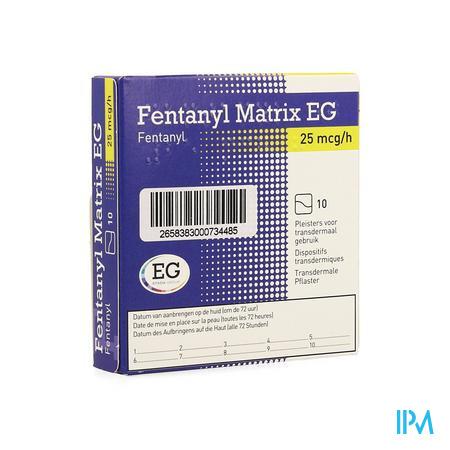 Fentanyl Matrix EG
Fentanyl
25 mcg/h
10
Pleisters voor
transdermaal
gebruik
Dispositifs
transdermiques
Transdermale
Pflaster
2658383000734485
EG
Datum van aanbrengen op de huid (om de 72 uur)
Date de mise en place sur la peau (toutes les 72 heures)
Datum des Aufbringens auf die Haut (alle 72 Stunden)
1 2 3 4 5
6 7 8 9 10
Fentanyl Matrix EG
Fentanyl
10
25 mcg/h
IPM